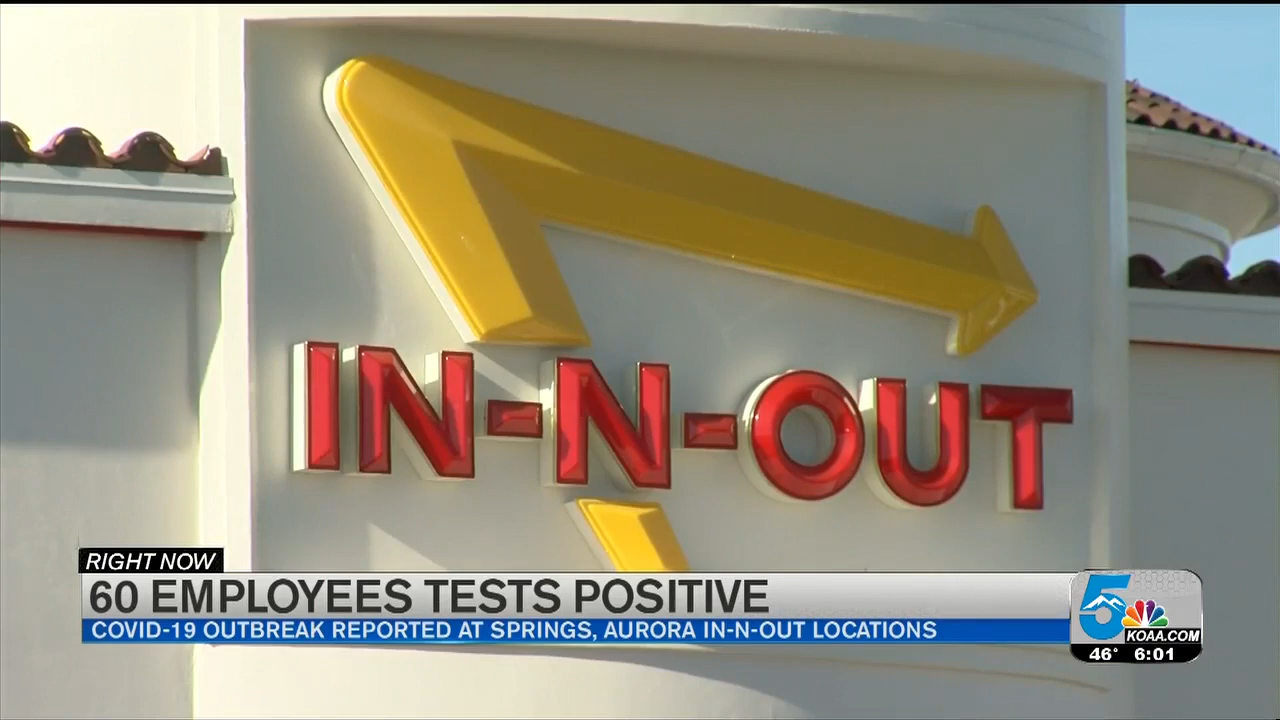 IN-N-OUT
RIGHT NOW
60 EMPLOYEES TESTS POSITIVE
COVID-19 OUTBREAK REPORTED AT SPRINGS, AURORA IN-N-OUT LOCATIONS
5
KOAA.COM
46° 6:01